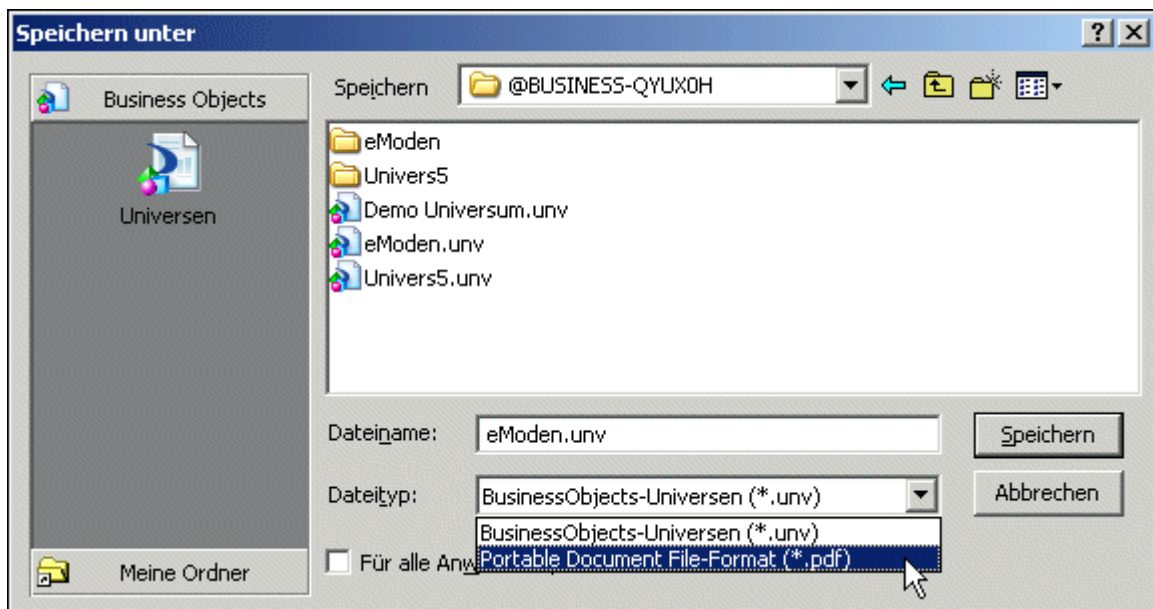 Speichern unter
Business Objects
Universen
Meine Ordner
Speichern
@BUSINESS-QYUX0H
eModen
Univers5
Demo Universum.unv
eModen.unv
Univers5.unv
Dateiname:
eModen.unv
Speichern
Dateityp:
BusinessObjects-Universen (*.unv)
Abbrechen
BusinessObjects-Universen (*.unv)
Portable Document File-Format (*.pdf)
Für alle